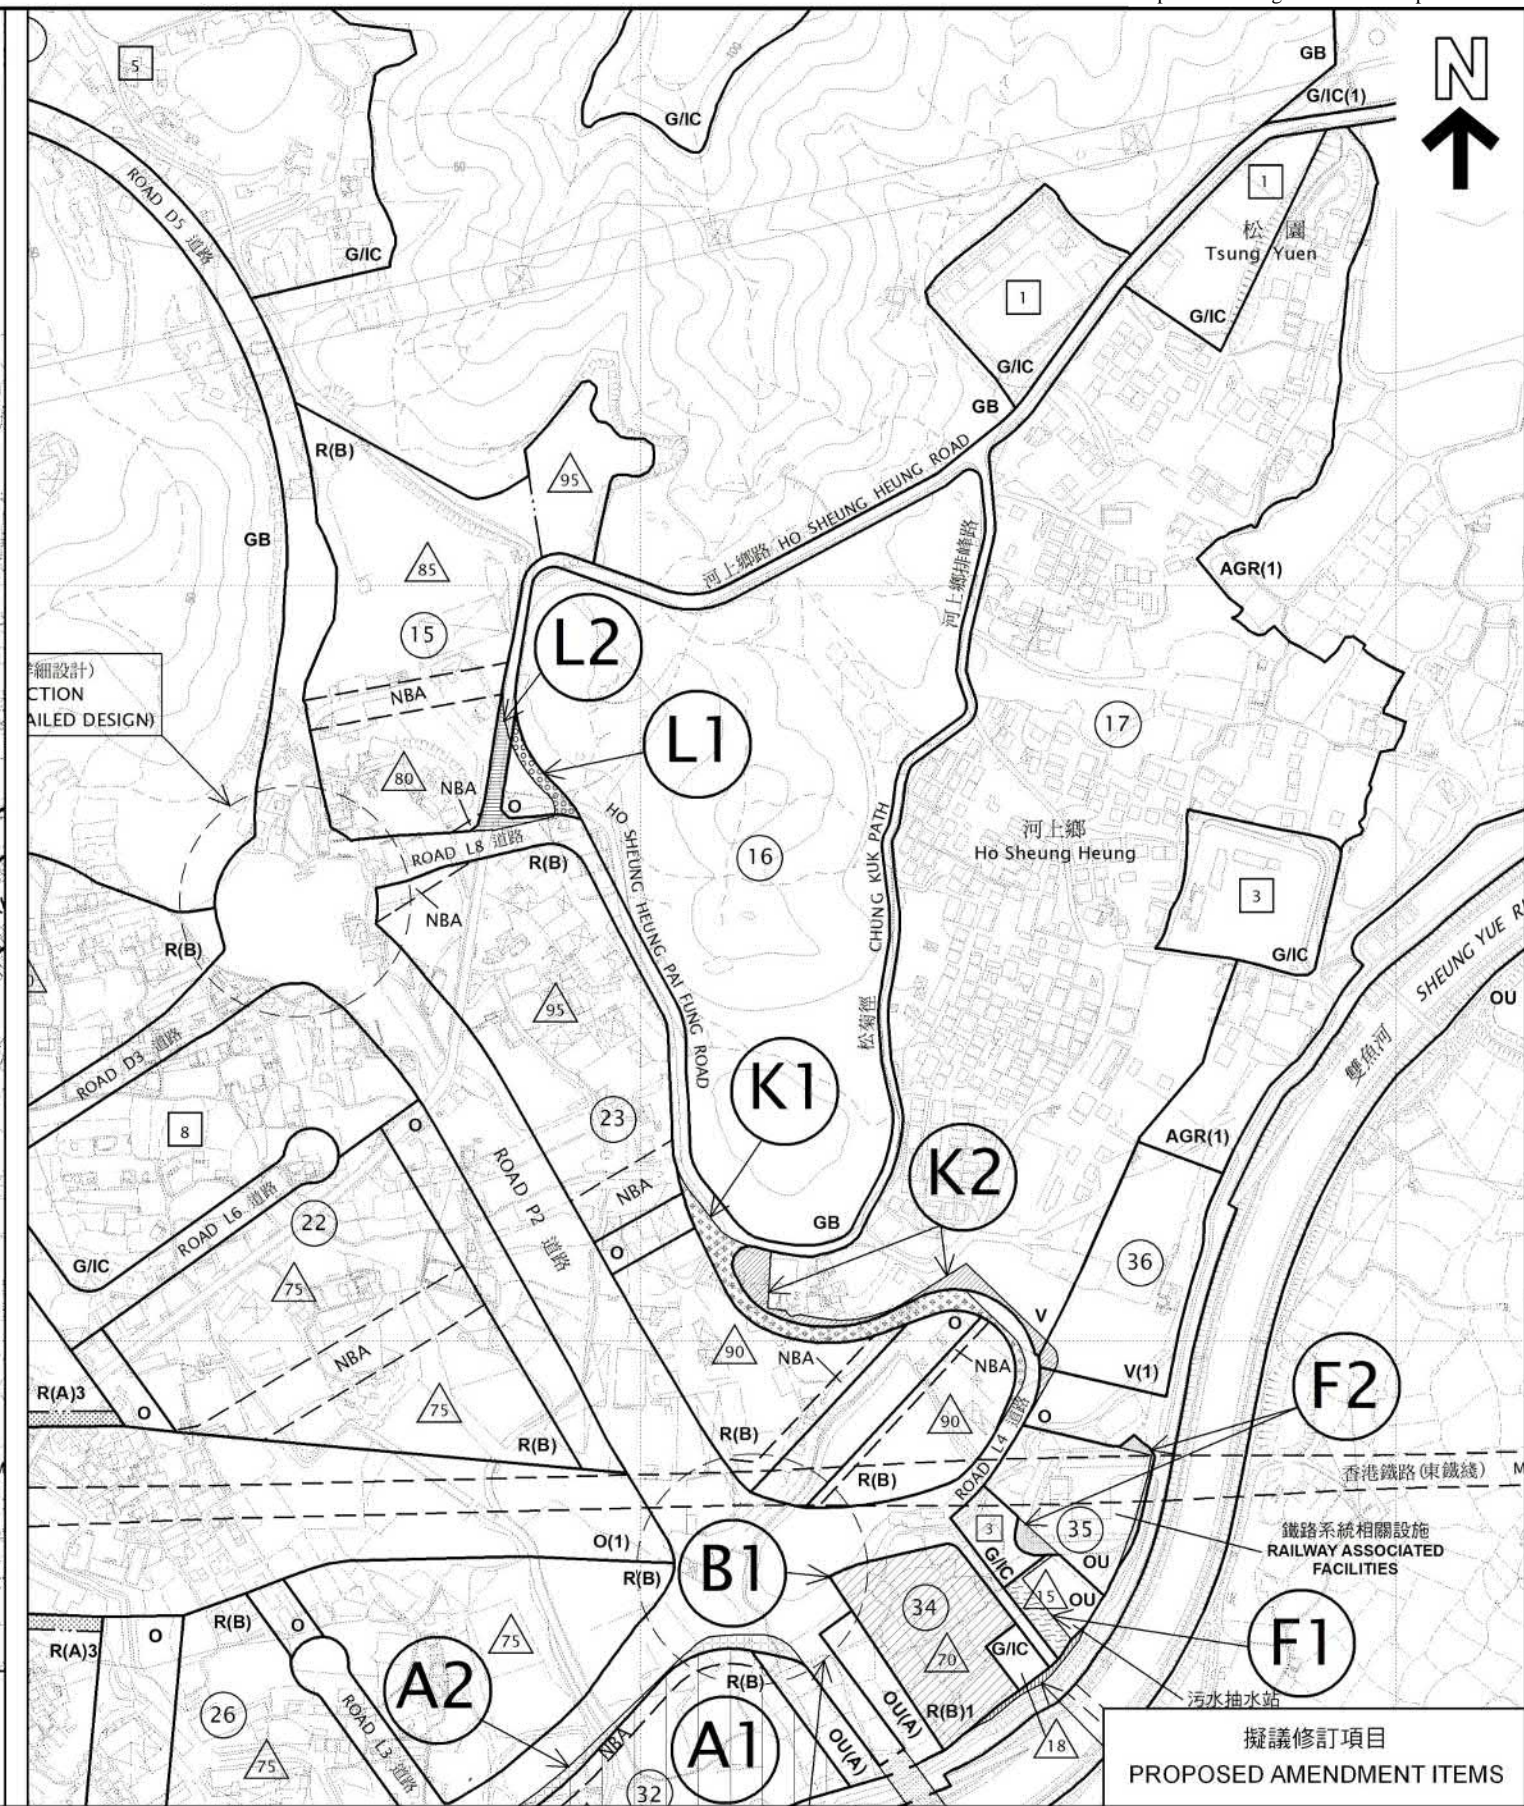 GB
N
G/IC(1)
5
G/IC
100
60
1
松園
Tsung Yuen
ROAD D5 道路
G/IC
1
G/IC
G/IC
GB
R(B)
95
河上鄉路 HO SHEUNG HEUNG ROAD
河上鄉排峰路
GB
85
AGR(1)
15
L2
詳細設計)
CTION
AILED DESIGN)
NBA
L1
17
80
NBA
O
HO SHEUNG HEUNG PAI FUNG ROAD
16
CHUNG KUK PATH
松菊徑
河上鄉
Ho Sheung Heung
ROAD L8 道路
R(B)
NBA
3
G/IC
R(B)
SHEUNG YUE R
OU
雙魚河
95
ROAD D3 道路
K1
8
23
O
AGR(1)
ROAD P2 道路
NBA
K2
ROAD L6 道路
22
GB
O
36
G/IC
75
V
O
NBA
90
NBA
NBA
V(1)
F2
R(A)3
O
75
90
O
R(B)
R(B)
R(B)
ROAD L4 道路
香港鐵路(東鐵綫)
M
3
35
鐵路系統相關設施
RAILWAY ASSOCIATED
FACILITIES
O(1)
R(B)
B1
G/IC
OU
15
OU
34
R(B)
O
75
F1
R(A)3
O
G/IC
70
A2
R(B)
R(B)1
OU(A)
污水抽水站
26
ROAD L3 道路
NBA
A1
OU(A)
18
75
32
擬議修訂項目
PROPOSED AMENDMENT ITEMS